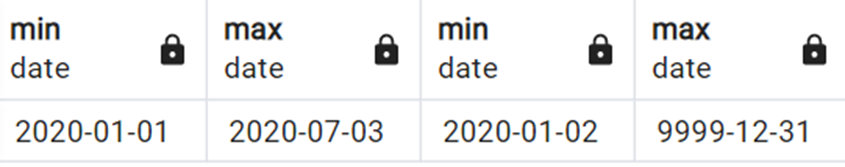 min max min max
date date date date
2020-01-01 2020-07-03 2020-01-02 9999-12-31